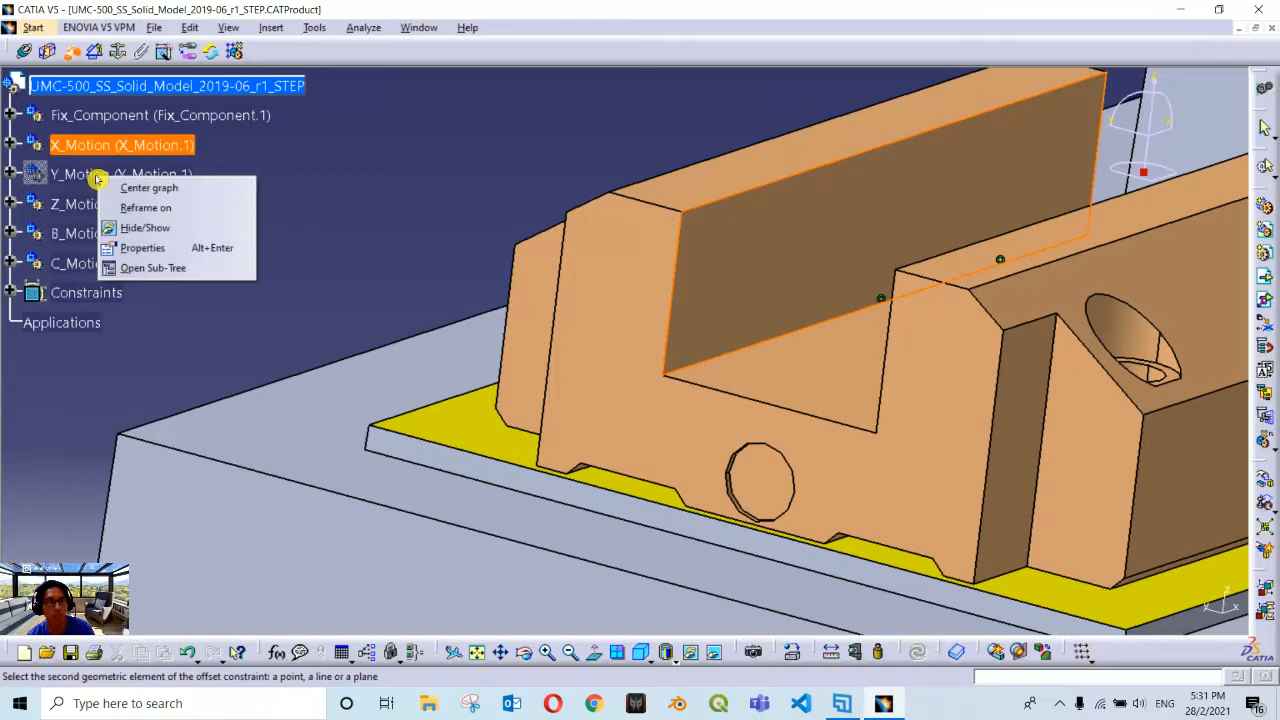 CATIA V5 - [UMC-500_SS_Solid_Model_2019-06_r1_STEP.CATProduct]
Start ENOVIA V5 VPM File Edit View Insert Tools Analyze Window Help
UMC-500_SS_Solid_Model_2019-06_r1_STEP
Fix_Component (Fix_Component.1)
X_Motion (X_Motion.1)
Y_Motion (Y_Motion.1)
Center graph
Z_Motio
Reframe on
Hide/Show
B_Motio
Properties Alt+Enter
C_Motio
Open Sub-Tree
Constraints
Applications
Select the second geometric element of the offset constraint: a point, a line or a plane
CATIA
Type here to search
ENG
5:31 PM
28/2/2021
16